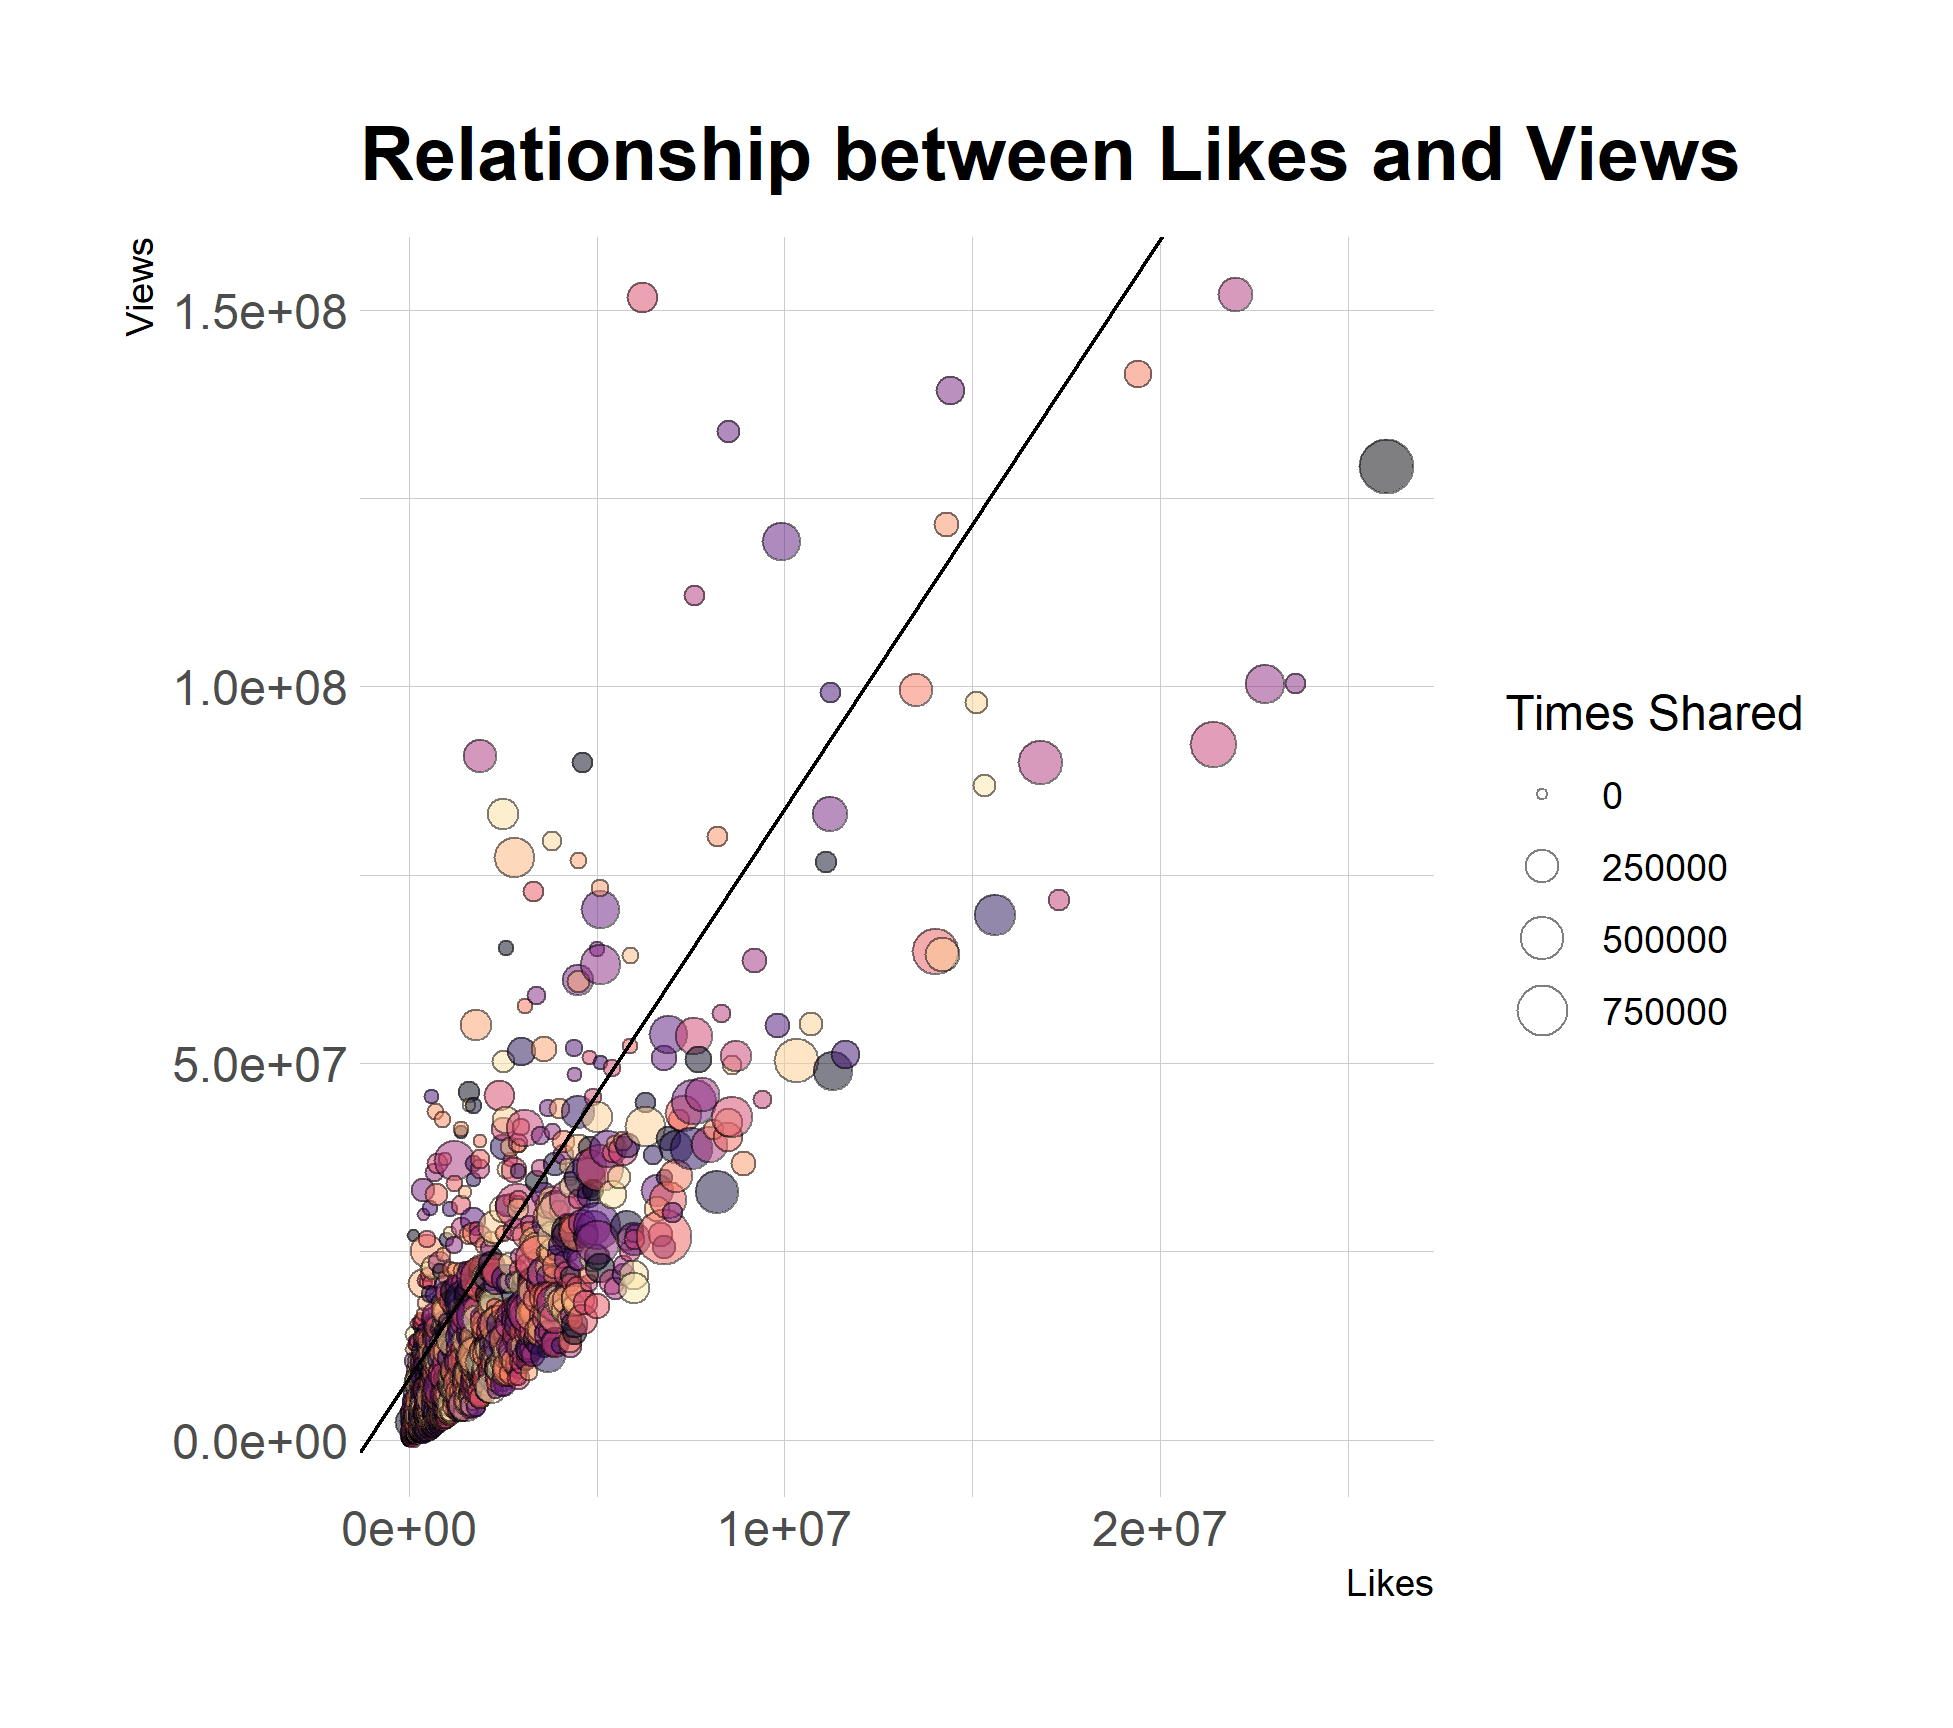 Relationship between Likes and Views
Views
1.5e+08
1.0e+08
5.0e+07
0.0e+00
0e+00
1e+07
2e+07
Likes
Times Shared
0
250000
500000
750000